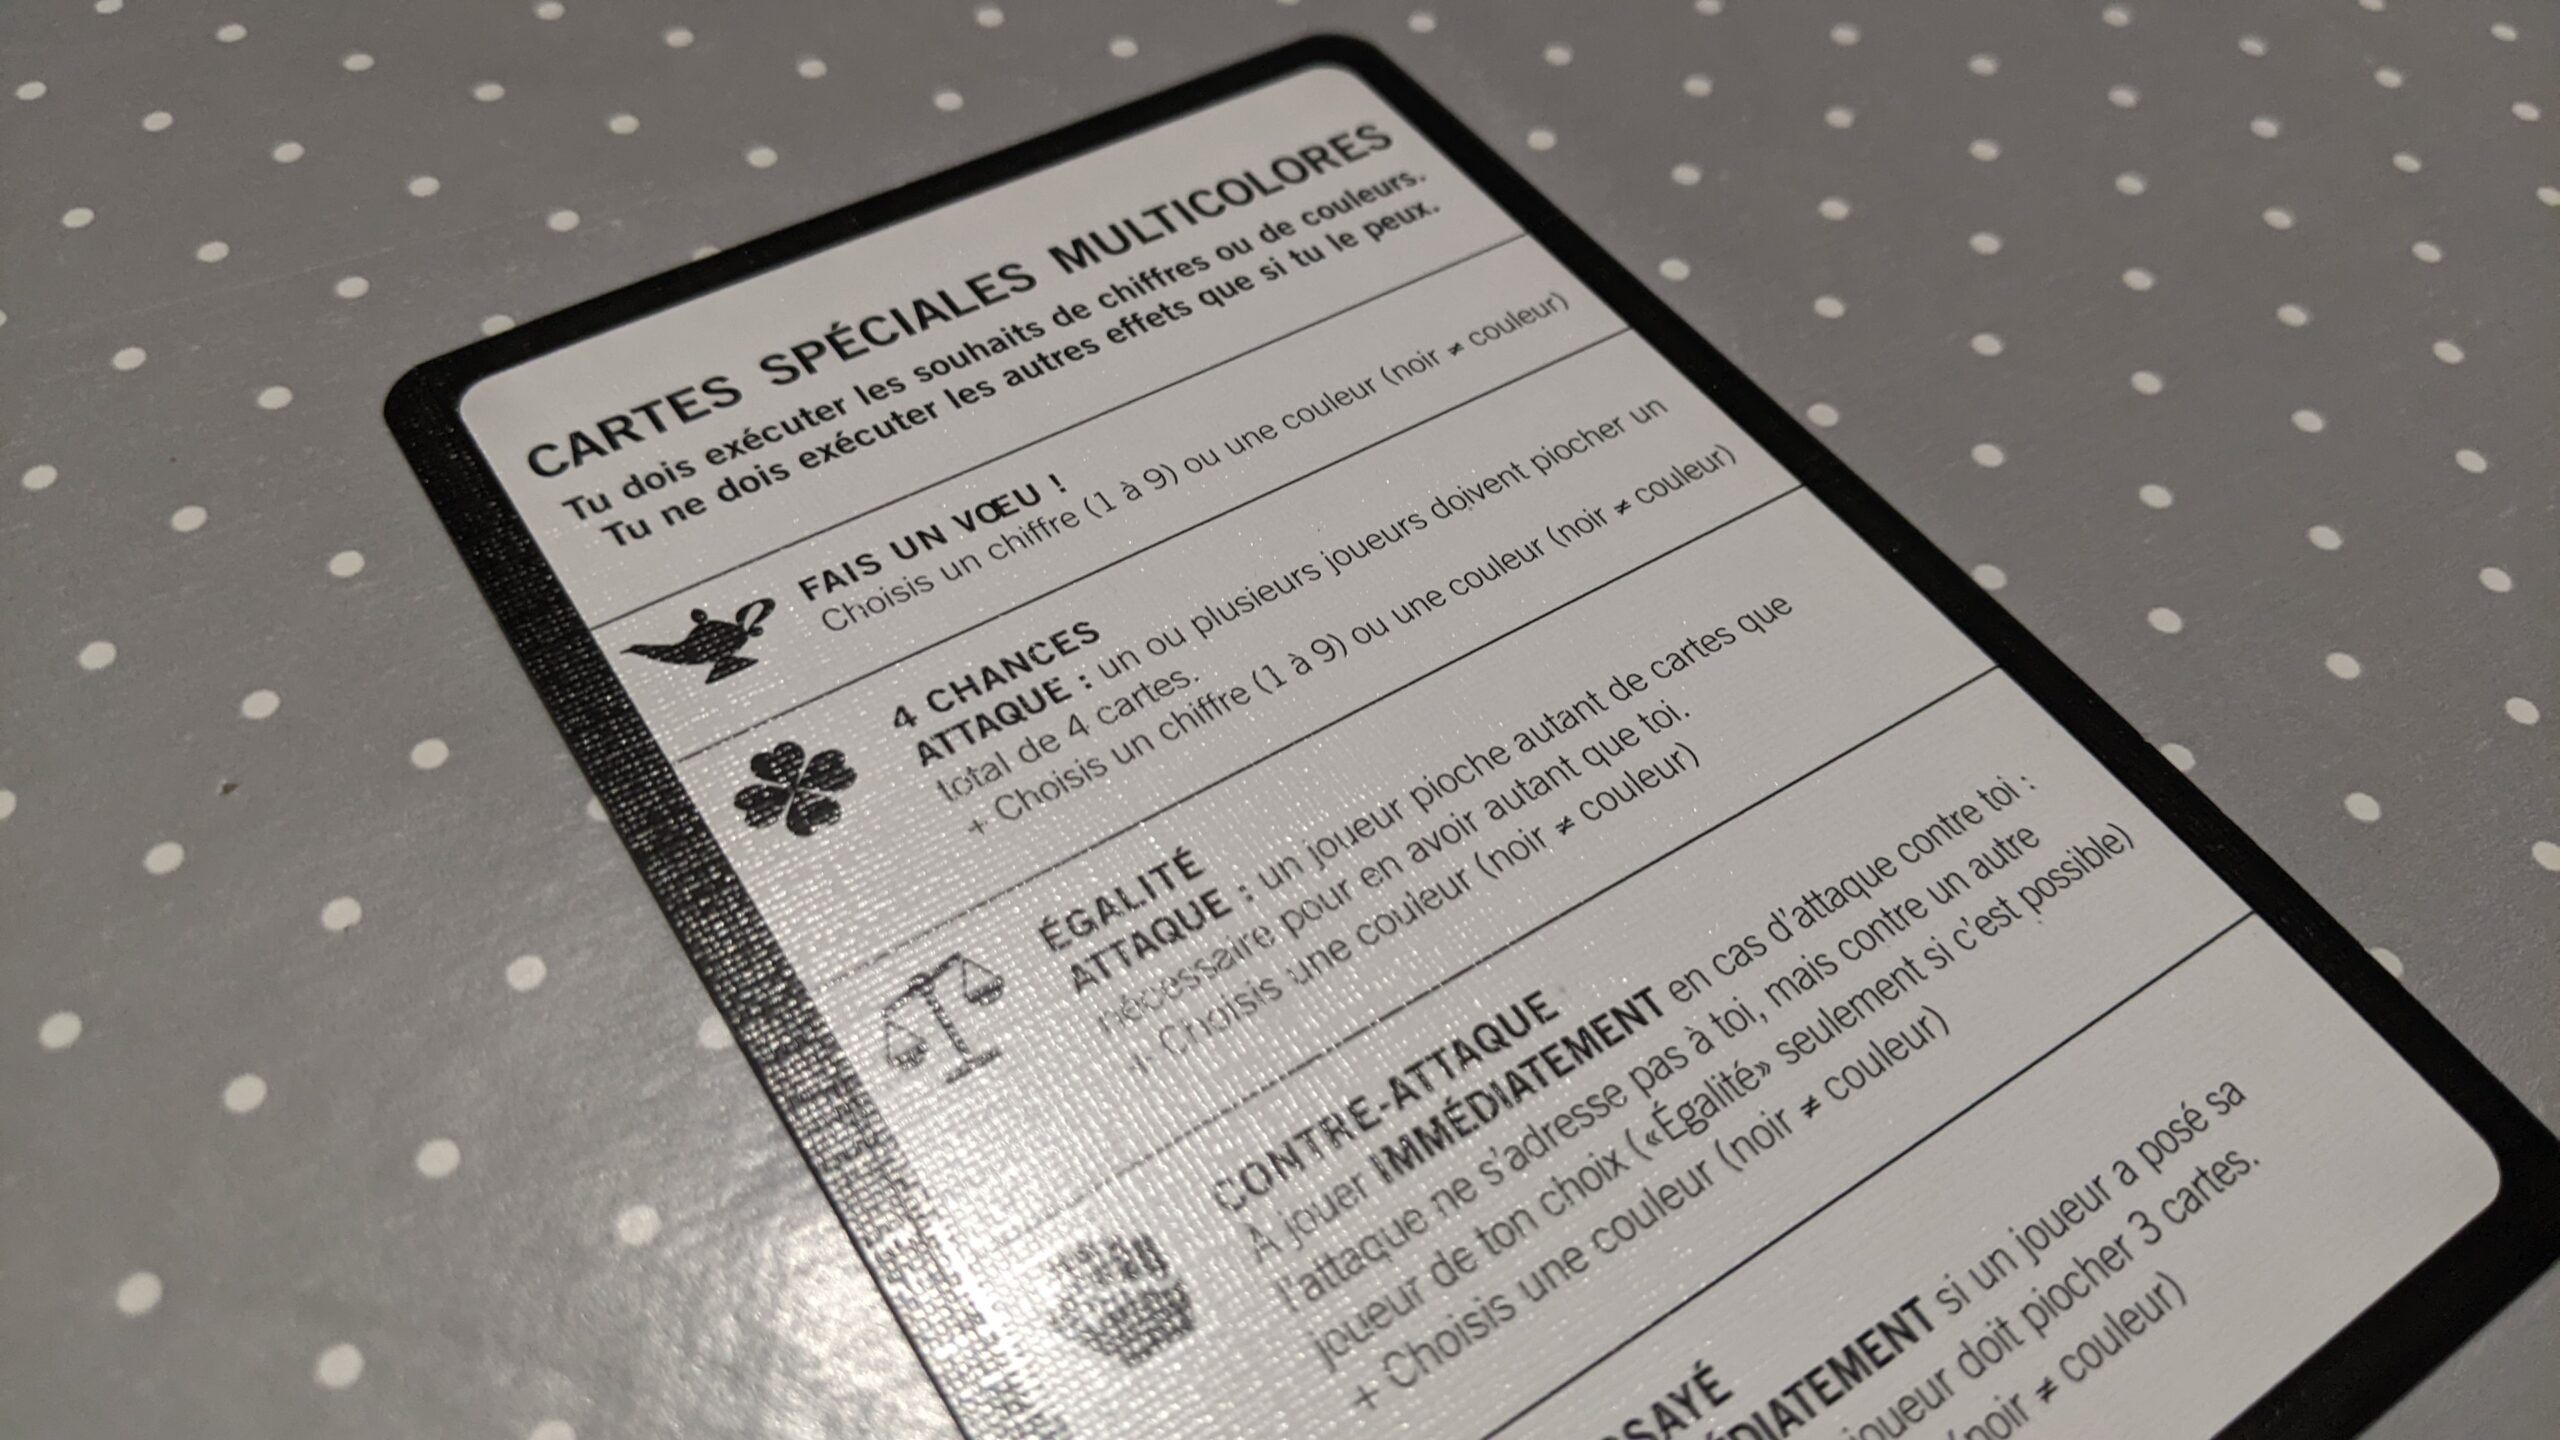 CARTES SPÉCIALES MULTICOLORES
Tu dois exécuter les souhaits de chiffres ou de couleurs.
Tu ne dois exécuter les autres effets que si tu le peux.
FAIS UN VŒU !
Choisis un chiffre (1 à 9) ou une couleur (noir ≠ couleur)
4 CHANCES
ATTAQUE : un ou plusieurs joueurs doivent piocher un
total de 4 cartes.
+ Choisis un chiffre (1 à 9) ou une couleur (noir ≠ couleur)
ÉGALITÉ
ATTAQUE : un joueur pioche autant de cartes que
nécessaire pour en avoir autant que toi.
+ Choisis une couleur (noir ≠ couleur)
CONTRE-ATTAQUE
À jouer IMMÉDIATEMENT en cas d'attaque contre toi :
l'attaque ne s'adresse pas à toi, mais contre un autre
joueur de ton choix («Égalité» seulement si c'est possible)
+ Choisis une couleur (noir ≠ couleur)
si un joueur a posé sa
joueur doit piocher 3 cartes.
(noir ≠ couleur)